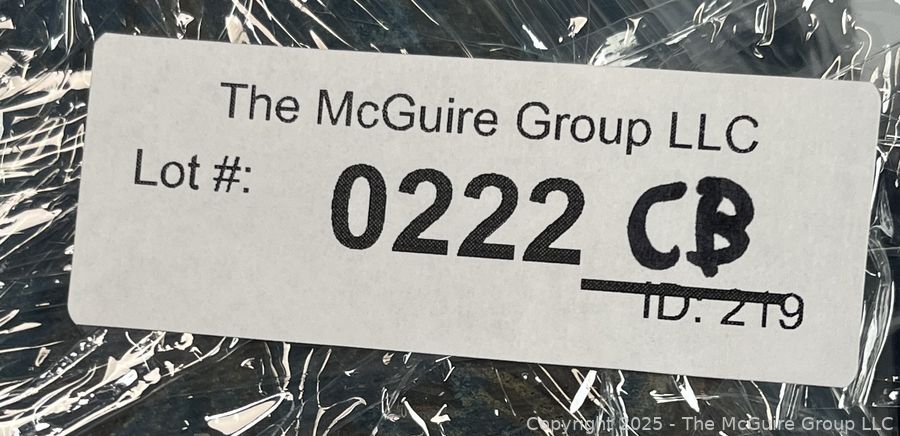 The McGuire Group LLC
Lot #: 0222 CB
ID: 219
Copyright 2025 - The McGuire Group LLC